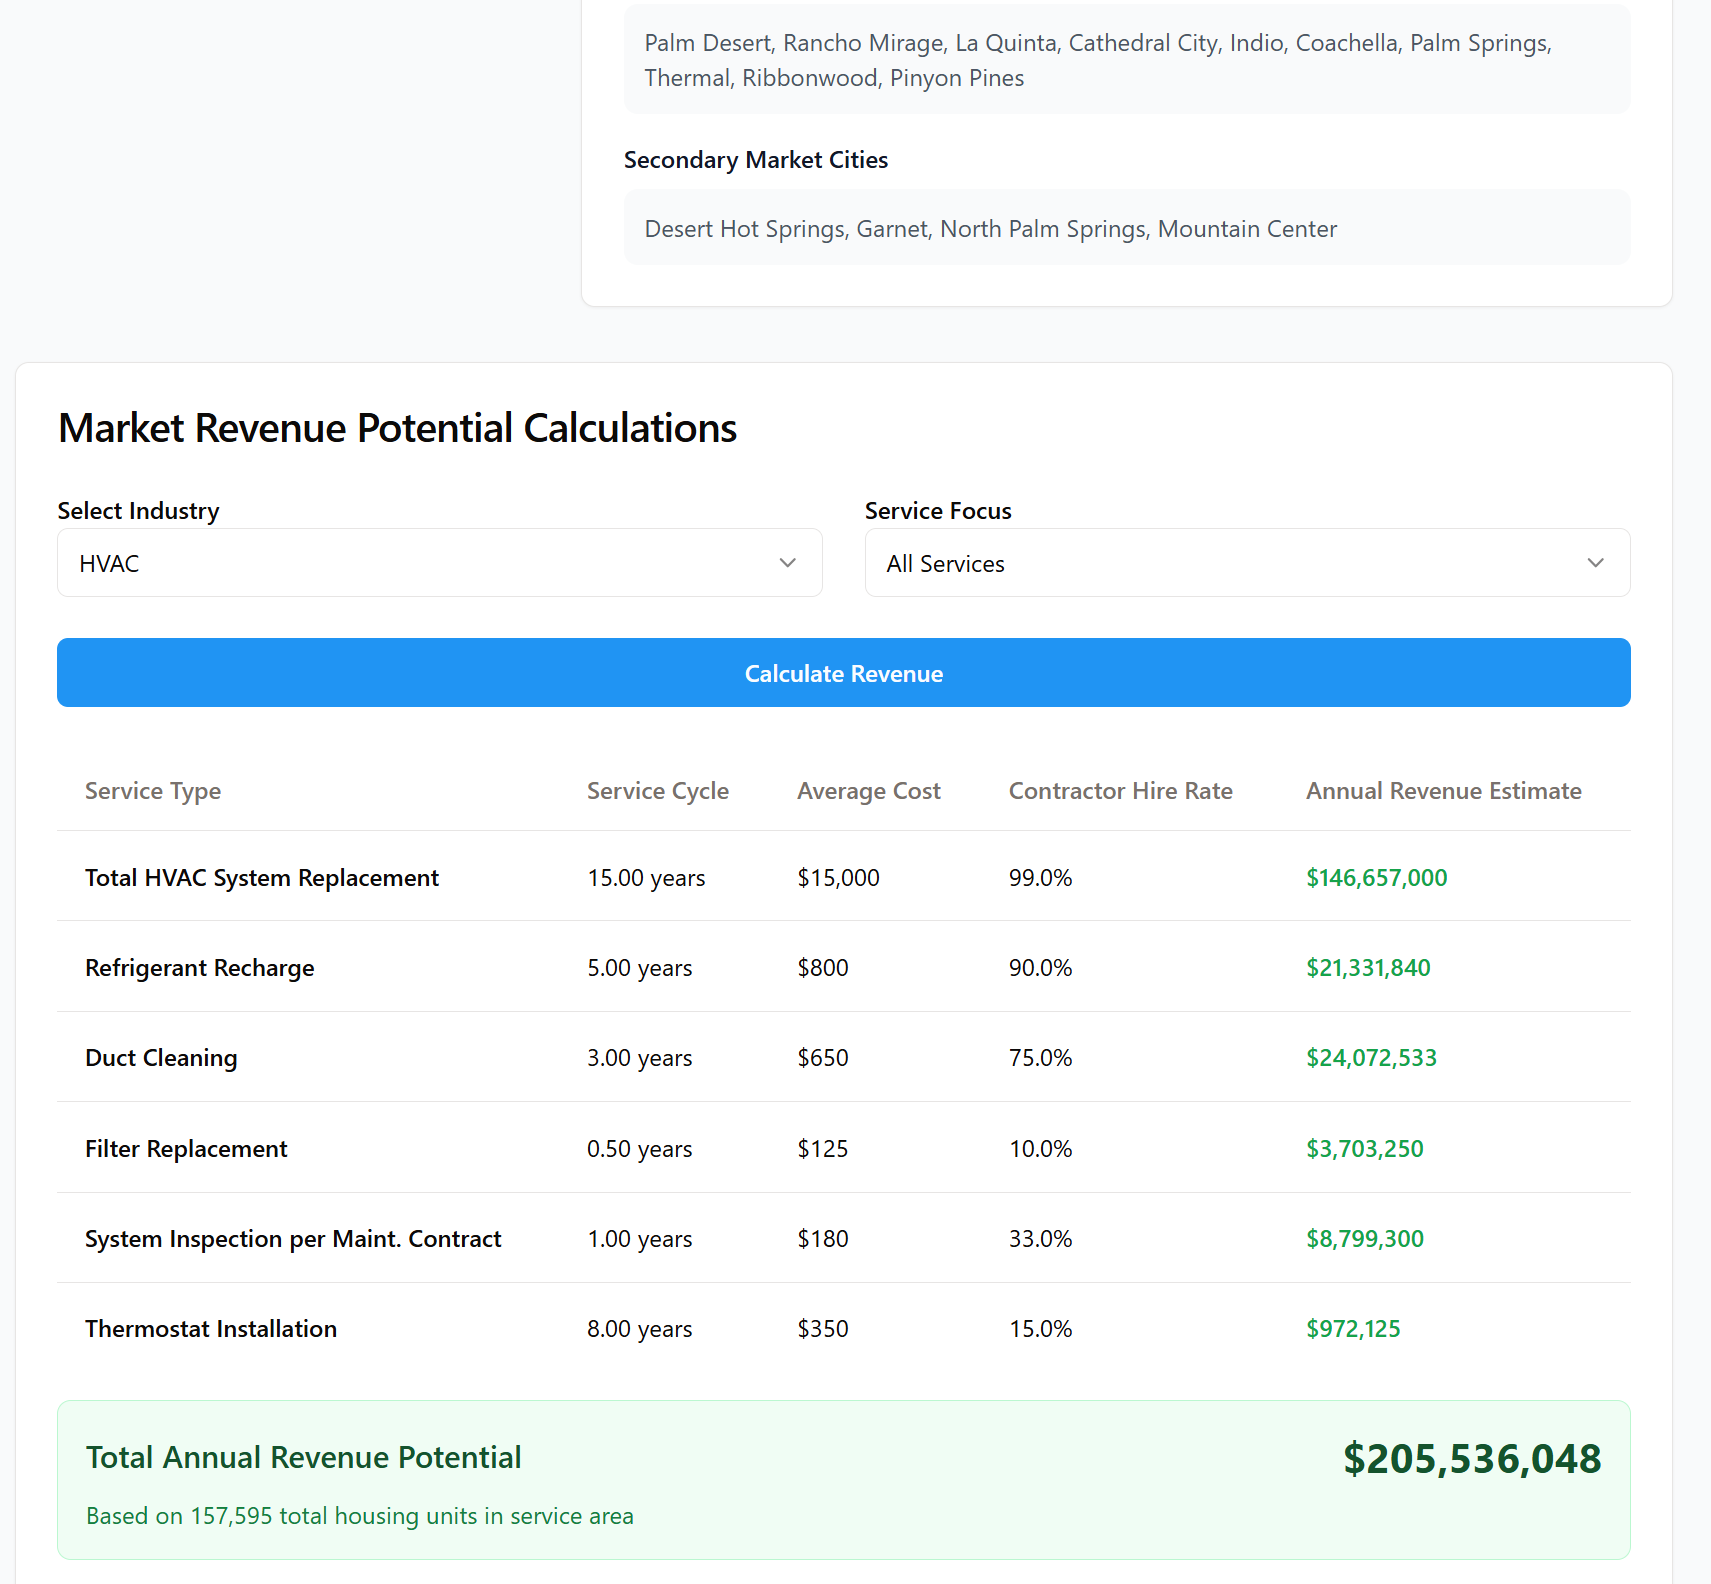 Palm Desert, Rancho Mirage, La Quinta, Cathedral City, Indio, Coachella, Palm Springs,
Thermal, Ribbonwood, Pinyon Pines
Secondary Market Cities
Desert Hot Springs, Garnet, North Palm Springs, Mountain Center
Market Revenue Potential Calculations
Select Industry Service Focus
HVAC All Services
Calculate Revenue
Service Type Service Cycle Average Cost Contractor Hire Rate Annual Revenue Estimate
Total HVAC System Replacement 15.00 years $15,000 99.0% $146,657,000
Refrigerant Recharge 5.00 years $800 90.0% $21,331,840
Duct Cleaning 3.00 years $650 75.0% $24,072,533
Filter Replacement 0.50 years $125 10.0% $3,703,250
System Inspection per Maint. Contract 1.00 years $180 33.0% $8,799,300
Thermostat Installation 8.00 years $350 15.0% $972,125
Total Annual Revenue Potential $205,536,048
Based on 157,595 total housing units in service area